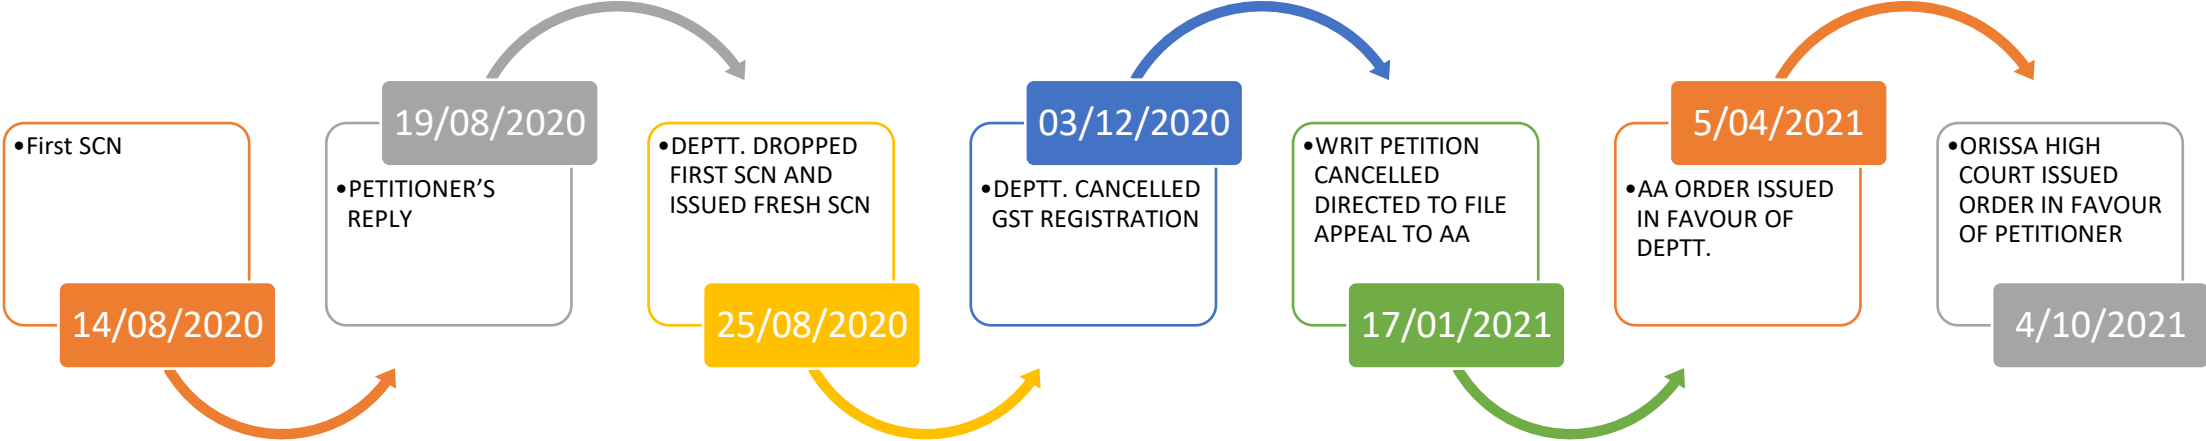 •First SCN
14/08/2020
19/08/2020
•PETITIONER’S
REPLY
•DEPTT. DROPPED
FIRST SCN AND
ISSUED FRESH SCN
25/08/2020
03/12/2020
•DEPTT. CANCELLED
GST REGISTRATION
•WRIT PETITION
CANCELLED
DIRECTED TO FILE
APPEAL TO AA
17/01/2021
5/04/2021
•AA ORDER ISSUED
IN FAVOUR OF
DEPTT.
•ORISSA HIGH
COURT ISSUED
ORDER IN FAVOUR
OF PETITIONER
4/10/2021